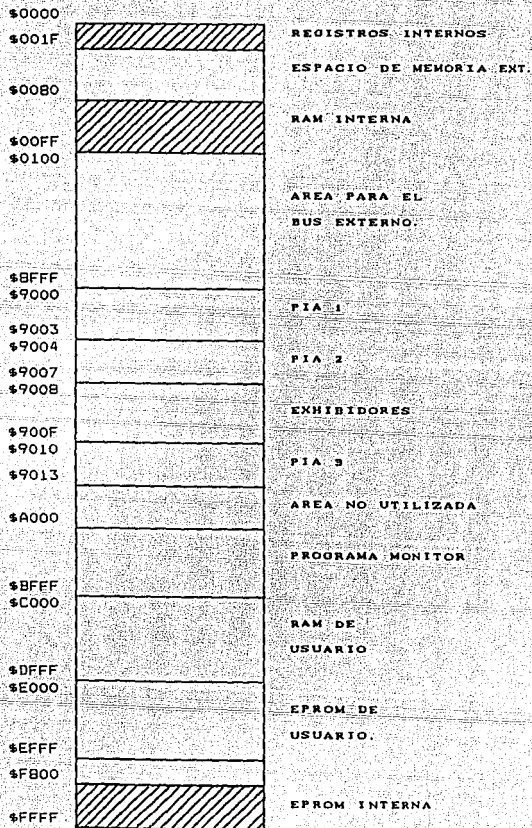 $0000
$001F
REGISTROS INTERNOS
ESPACIO DE MEMORIA EXT.
$0080
RAM INTERNA
$00FF
$0100
AREA PARA EL
BUS EXTERNO.
$8FFF
$9000
PIA 1
$9003
$9004
PIA 2
$9007
$9008
EXHIBIDORES
$900F
$9010
PIA 3
$9013
AREA NO UTILIZADA
$A000
PROGRAMA MONITOR
$BFFF
$C000
RAM DE
USUARIO
$DFFF
$E000
EPROM DE
USUARIO.
$EFFF
$F800
EPROM INTERNA
$FFFF